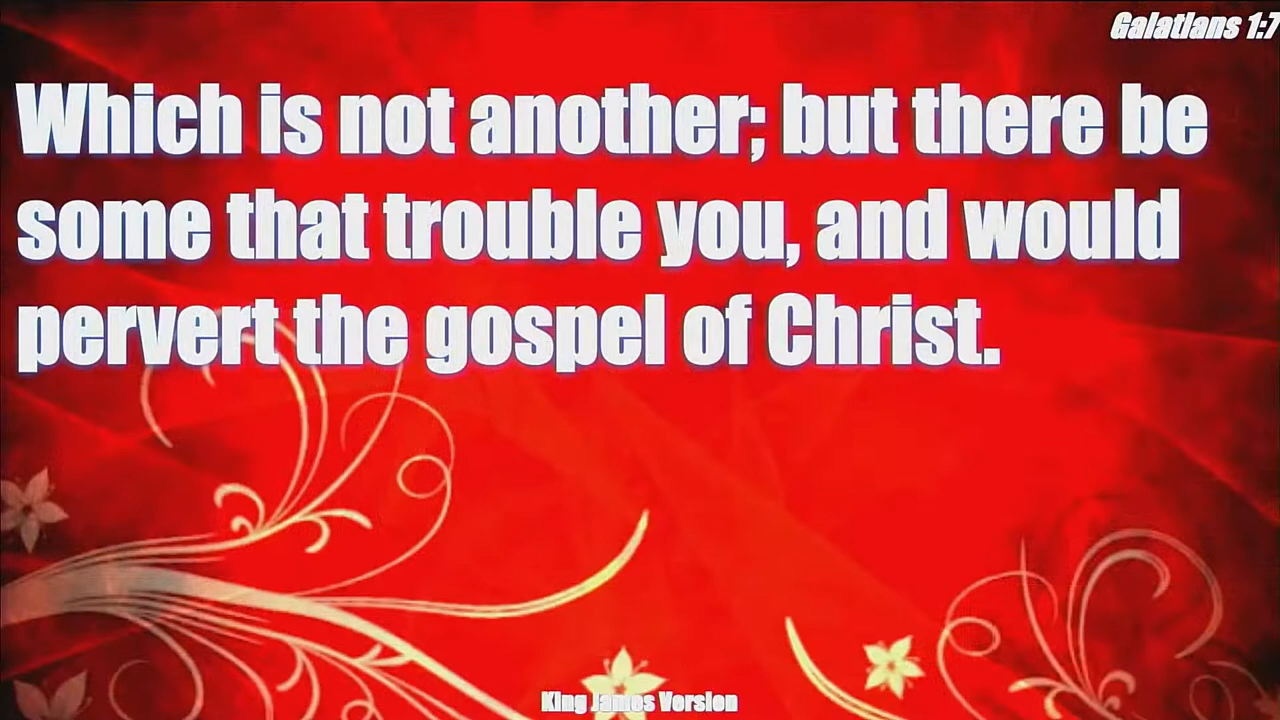 Galatians 1:7
Which is not another; but there be
some that trouble you, and would
pervert the gospel of Christ.
King James Version